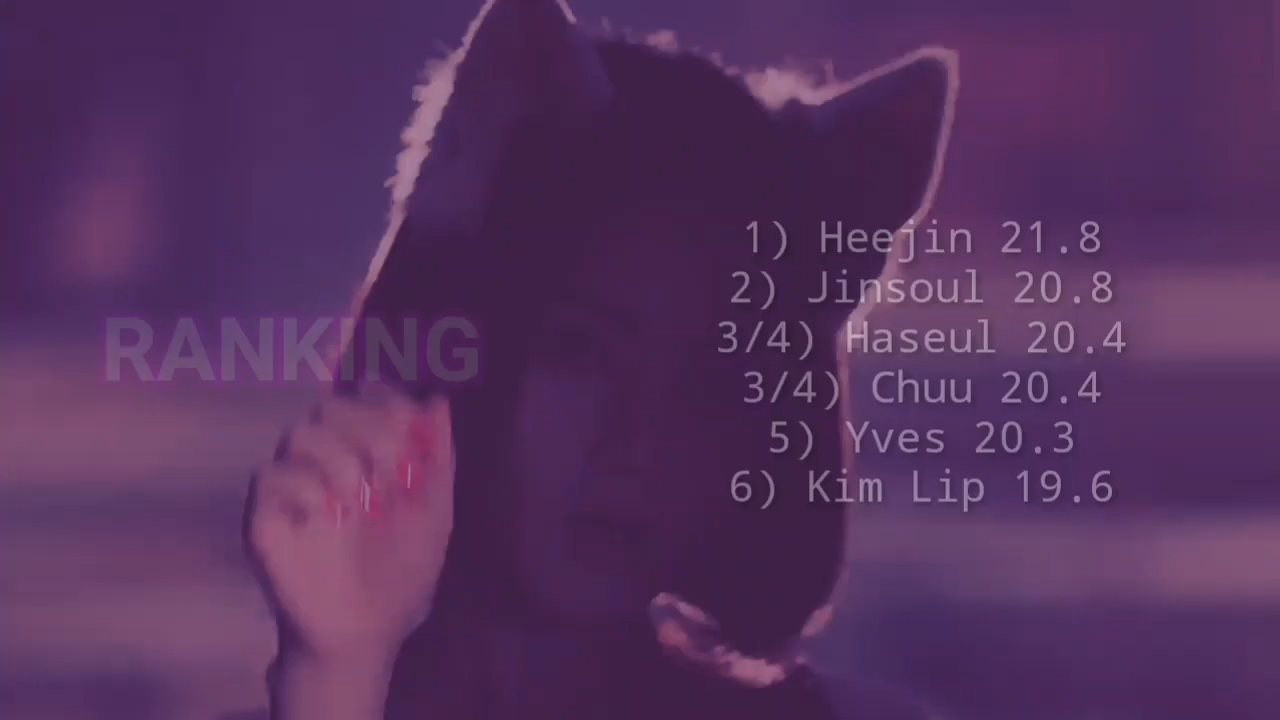 RANKING
1) Heejin 21.8
2) Jinsoul 20.8
3/4) Haseul 20.4
3/4) Chuu 20.4
5) Yves 20.3
6) Kim Lip 19.6